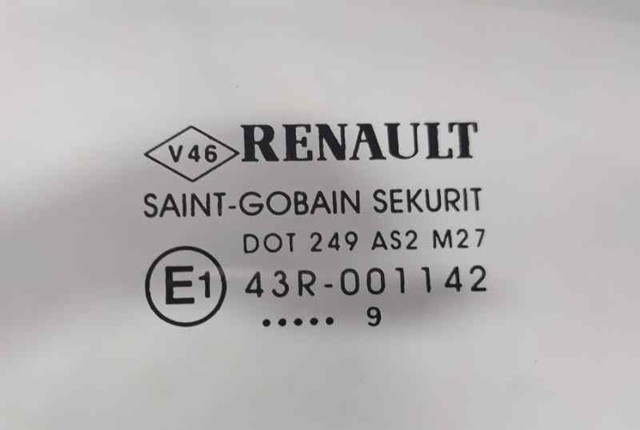 V46 RENAULT
SAINT-GOBAIN SEKURIT
DOT 249 AS2 M27
E1 43R-001142
..... 9